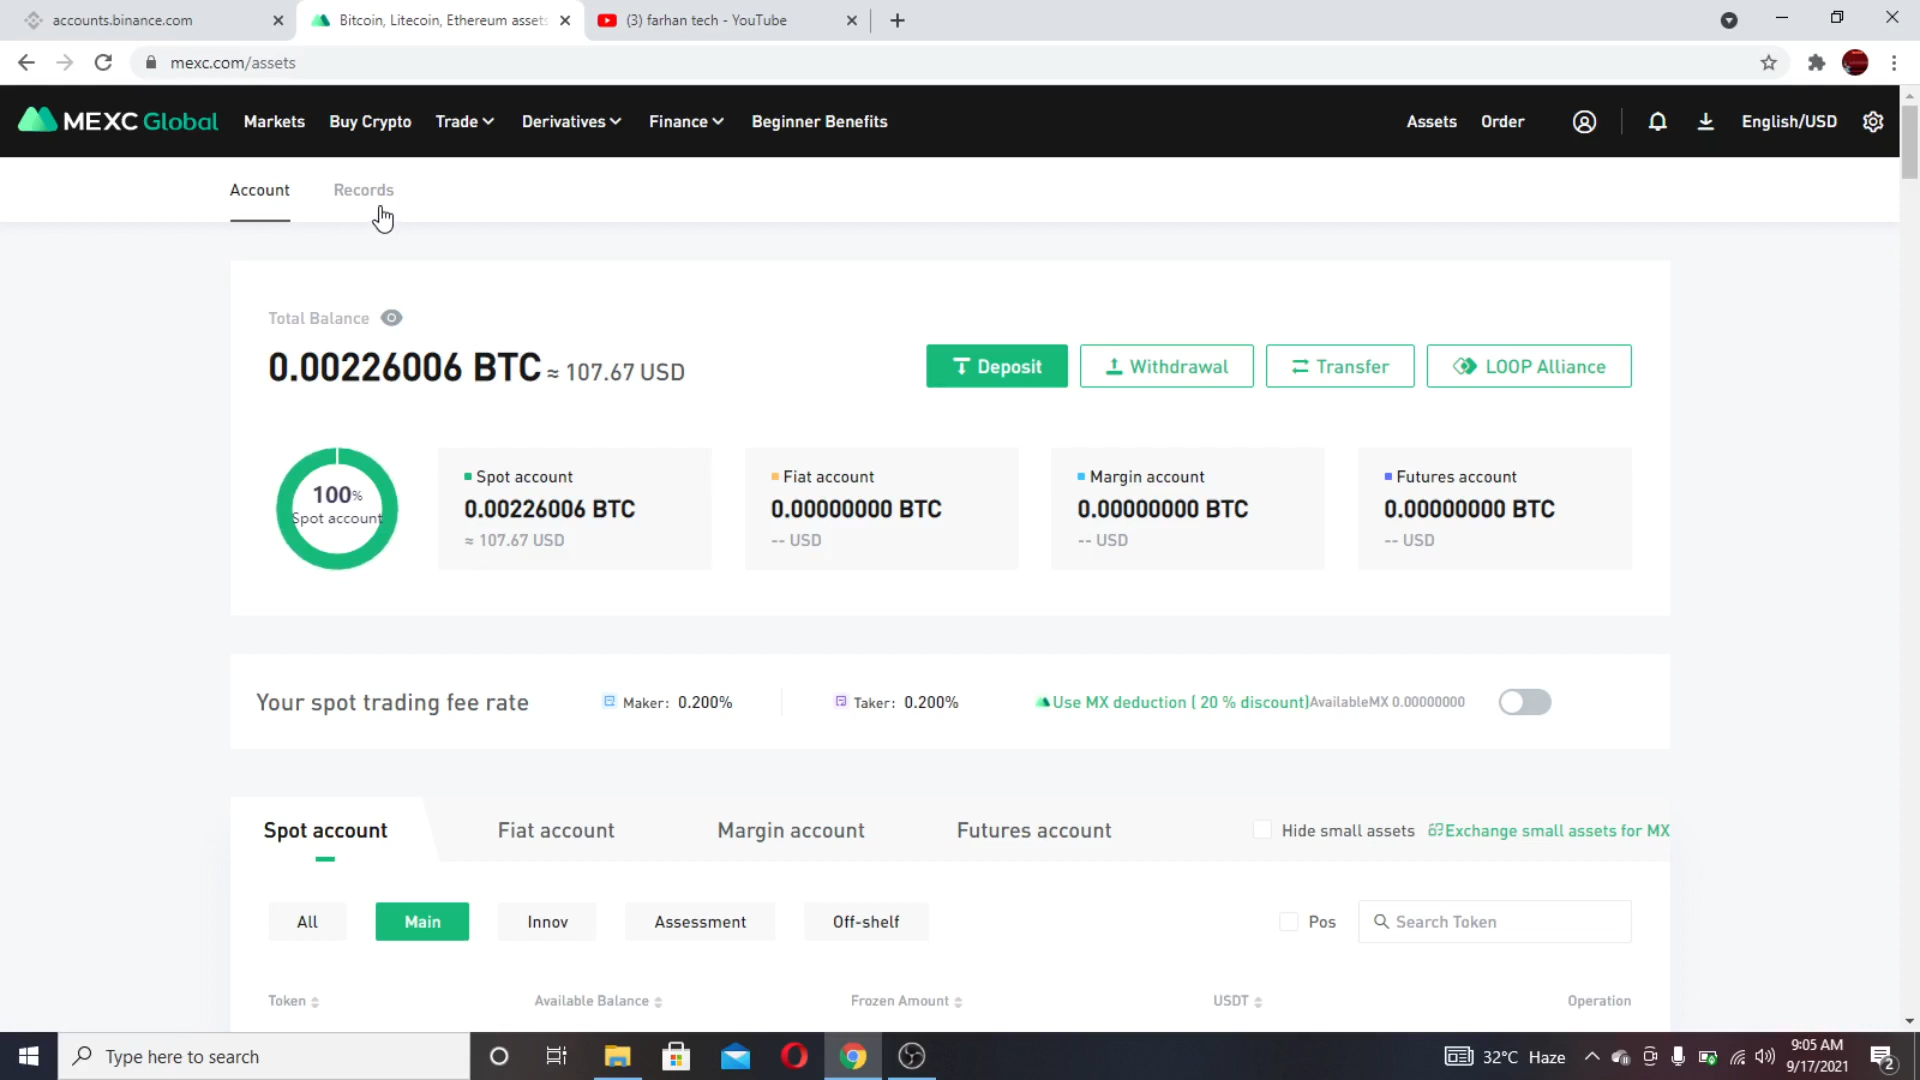 accounts.binance.com
Bitcoin, Litecoin, Ethereum assets
(3) farhan tech - YouTube
mexc.com/assets
MEXC Global Markets Buy Crypto Trade Derivatives Finance Beginner Benefits Assets Order English/USD
Account Records
Total Balance
0.00226006 BTC ≈ 107.67 USD
Deposit Withdrawal Transfer LOOP Alliance
100%
Spot account
Spot account
0.00226006 BTC
≈ 107.67 USD
Fiat account
0.00000000 BTC
-- USD
Margin account
0.00000000 BTC
-- USD
Futures account
0.00000000 BTC
-- USD
Your spot trading fee rate Maker: 0.200% Taker: 0.200% Use MX deduction ( 20 % discount)AvailableMX 0.00000000
Spot account Fiat account Margin account Futures account Hide small assets Exchange small assets for MX
All Main Innov Assessment Off-shelf Pos Search Token
Token Available Balance Frozen Amount USDT Operation
Type here to search
32°C Haze
9:05 AM
9/17/2021
2